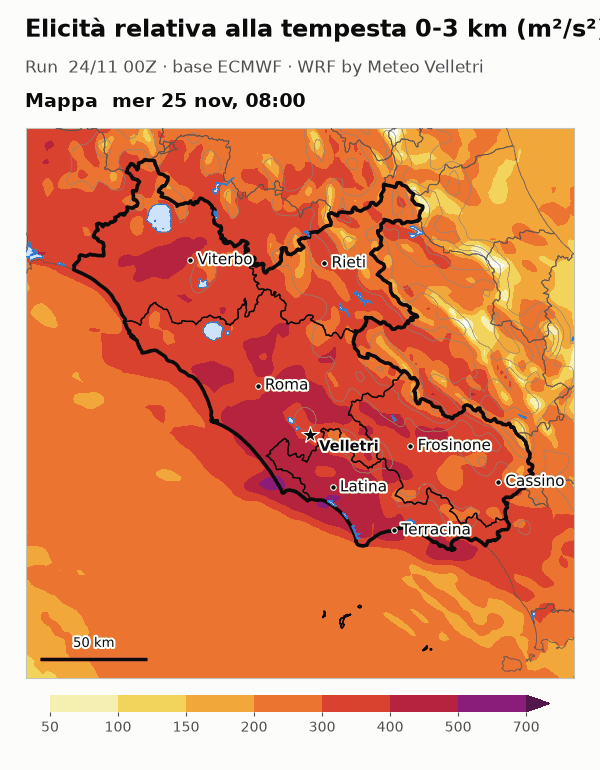 Elicità relativa alla tempesta 0-3 km (m²/s²)
Run  24/11 00Z · base ECMWF · WRF by Meteo Velletri
Mappa  mer 25 nov, 08:00
Viterbo
Rieti
Roma
Velletri
Frosinone
Cassino
Latina
Terracina
50 km
50 100 150 200 300 400 500 700